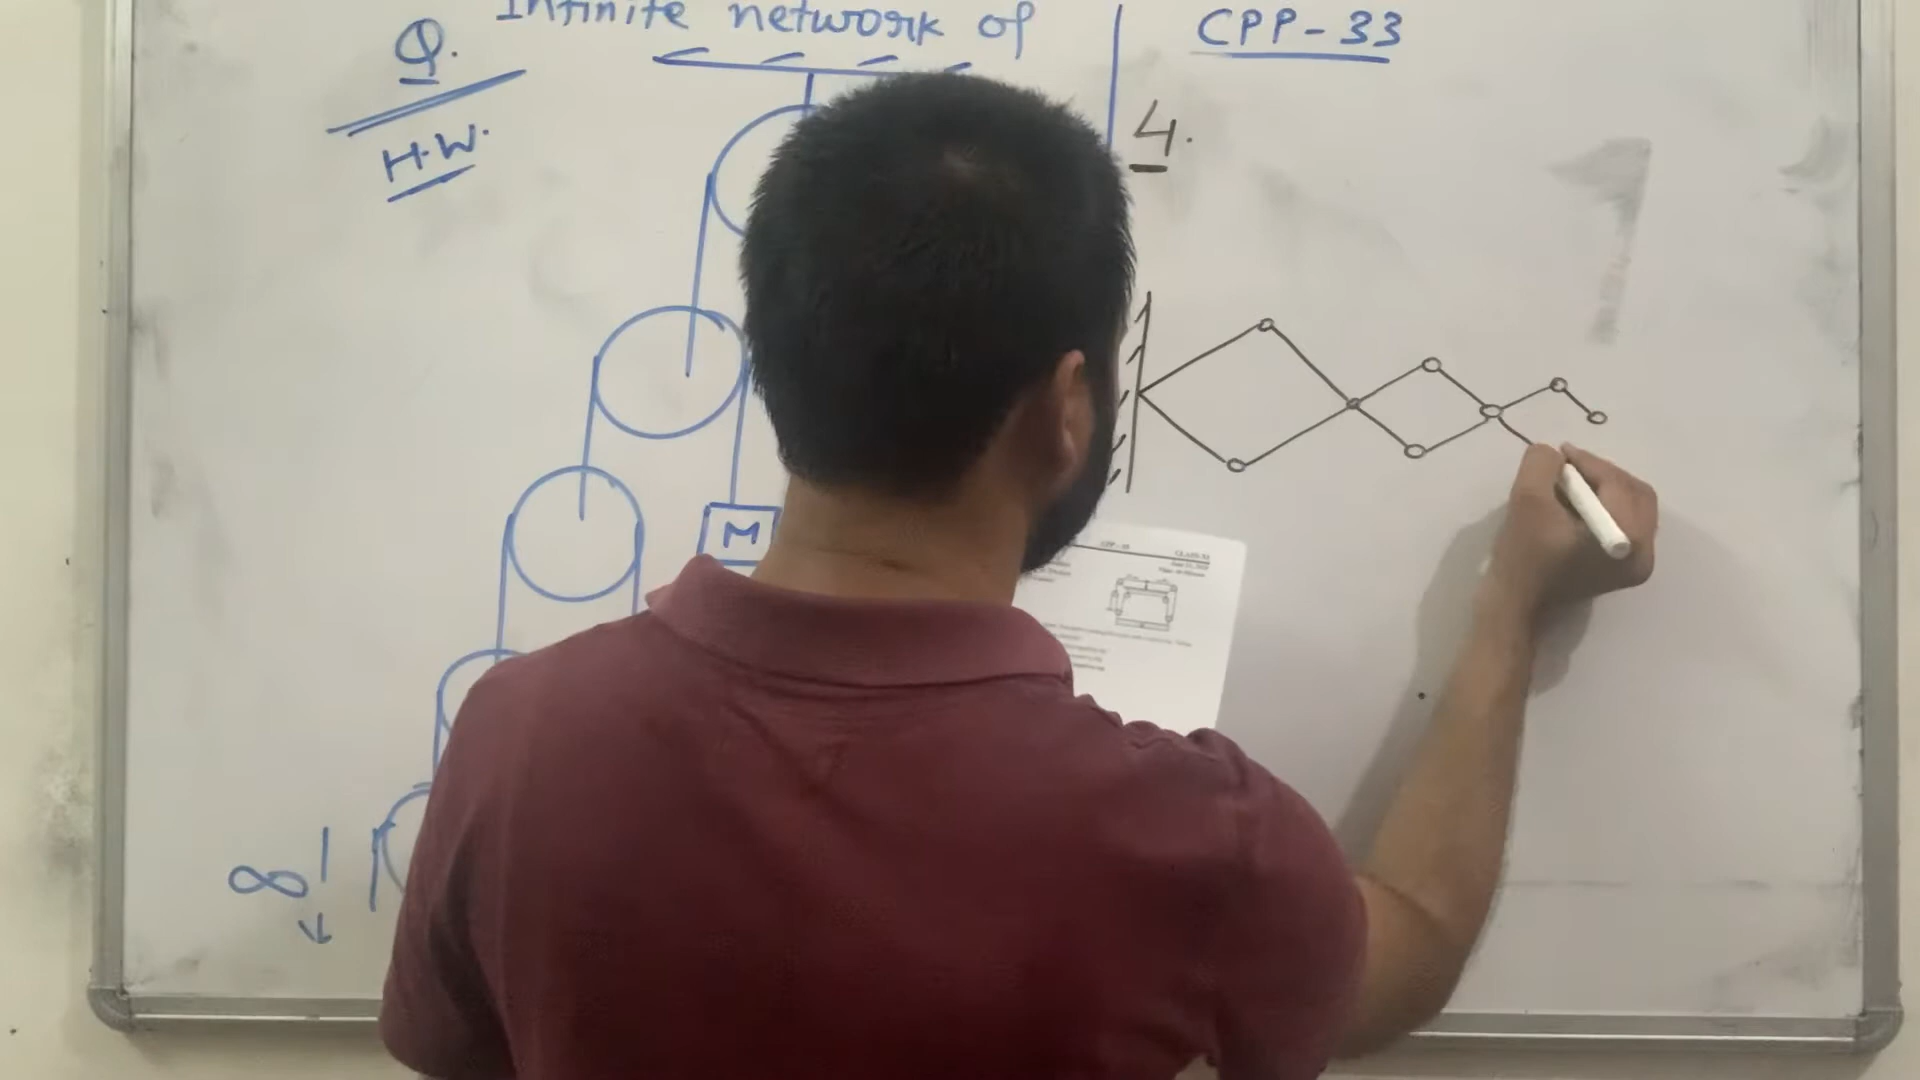 Infinite network of
Q.
H.W.
M
∞
CPP-33
4.